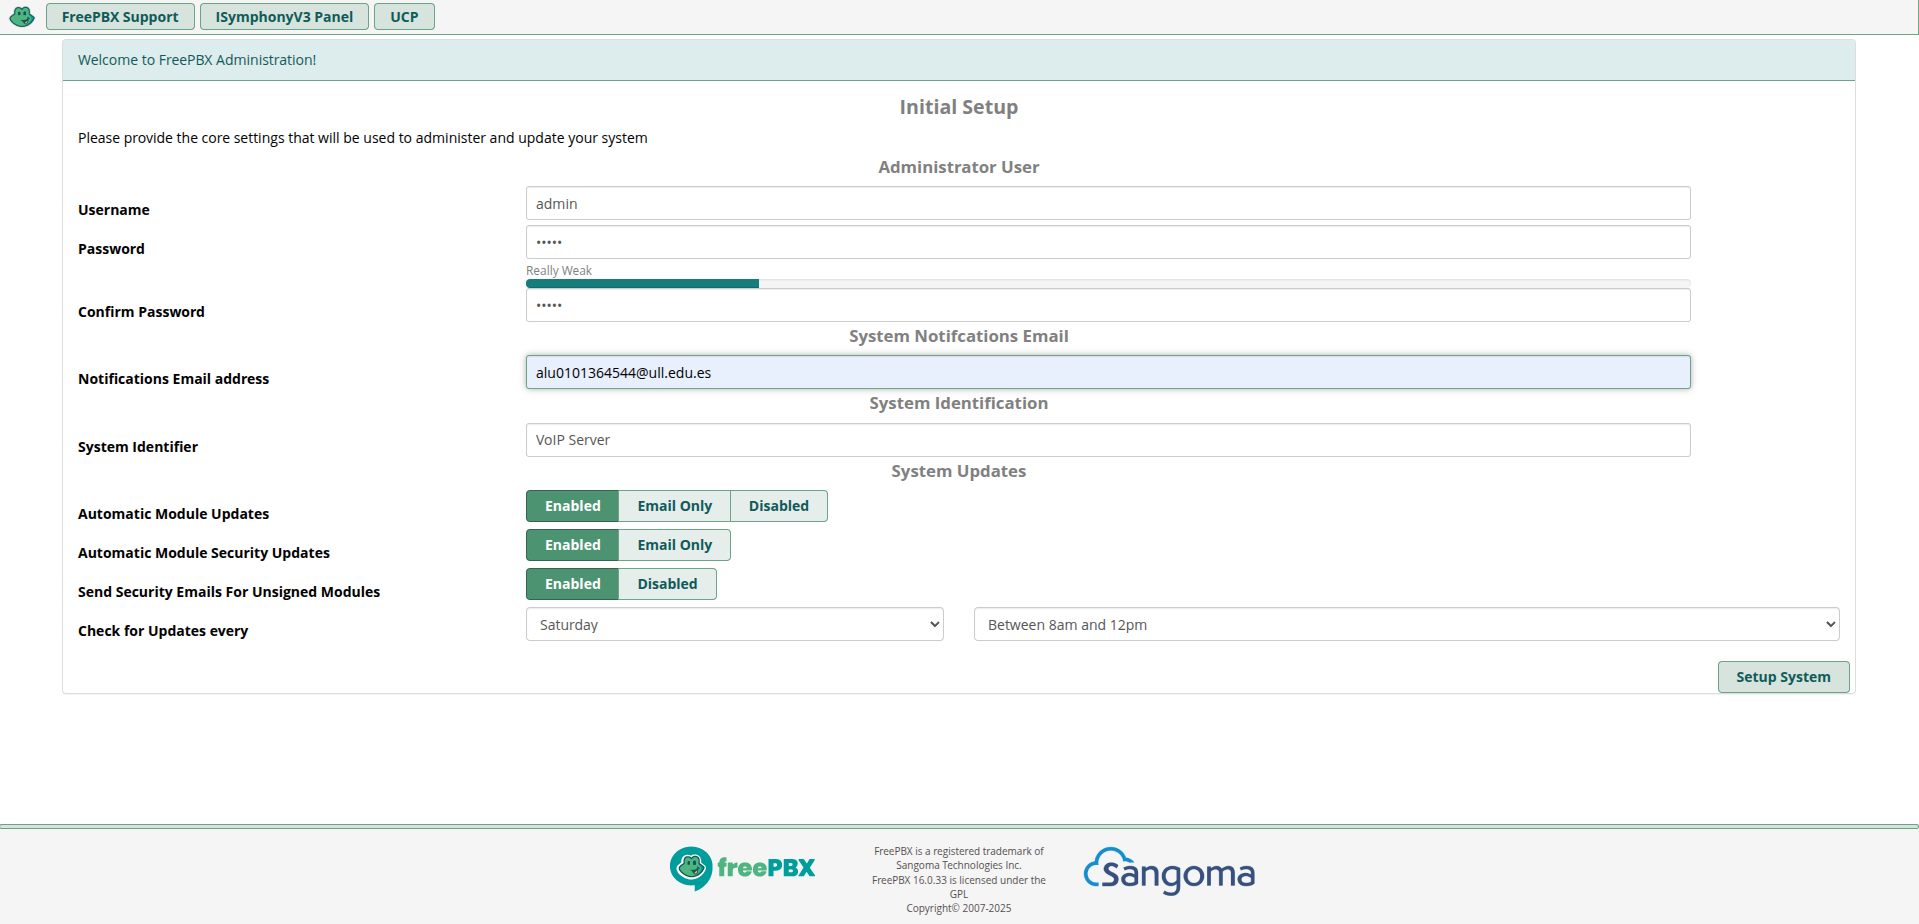 FreePBX Support ISymphonyV3 Panel UCP
Welcome to FreePBX Administration!
Initial Setup
Please provide the core settings that will be used to administer and update your system
Administrator User
Username admin
Password •••••
Really Weak
Confirm Password •••••
System Notifcations Email
Notifications Email address alu0101364544@ull.edu.es
System Identification
System Identifier VoIP Server
System Updates
Automatic Module Updates Enabled Email Only Disabled
Automatic Module Security Updates Enabled Email Only
Send Security Emails For Unsigned Modules Enabled Disabled
Check for Updates every Saturday Between 8am and 12pm
Setup System
freePBX
FreePBX is a registered trademark of
Sangoma Technologies Inc.
FreePBX 16.0.33 is licensed under the
GPL
Copyright© 2007-2025
Sangoma